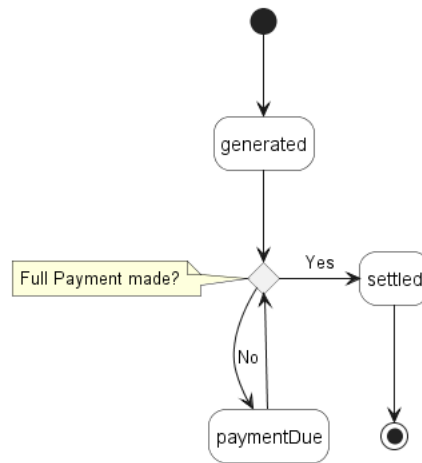 generated
Full Payment made?
Yes
settled
No
paymentDue